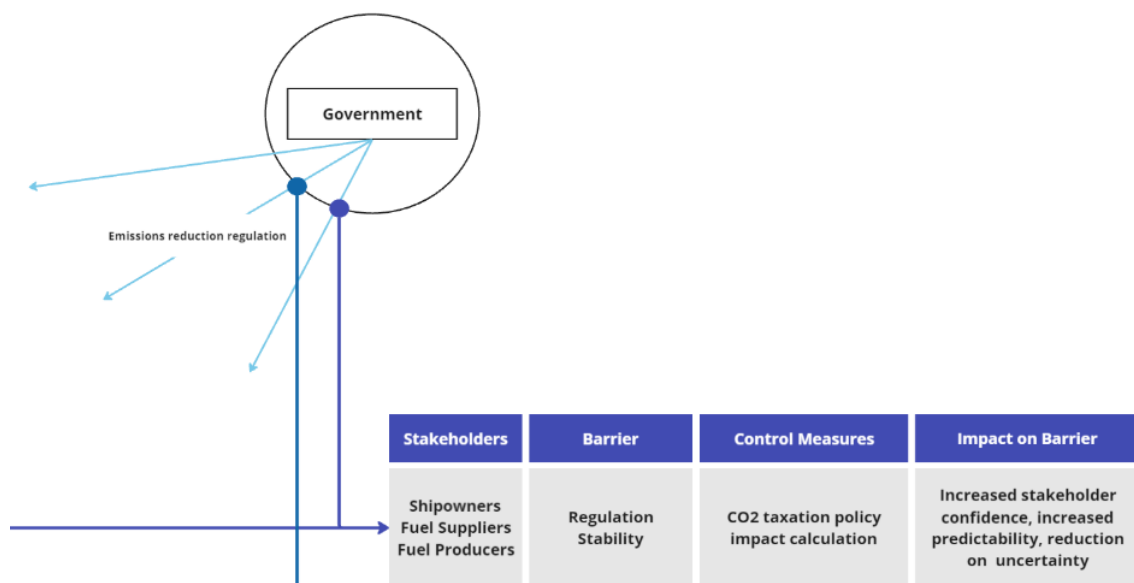 Government
Emissions reduction regulation
Stakeholders
Barrier
Control Measures
Impact on Barrier
Shipowners
Fuel Suppliers
Fuel Producers
Regulation
Stability
CO2 taxation policy
impact calculation
Increased stakeholder
confidence, increased
predictability, reduction
on uncertainty